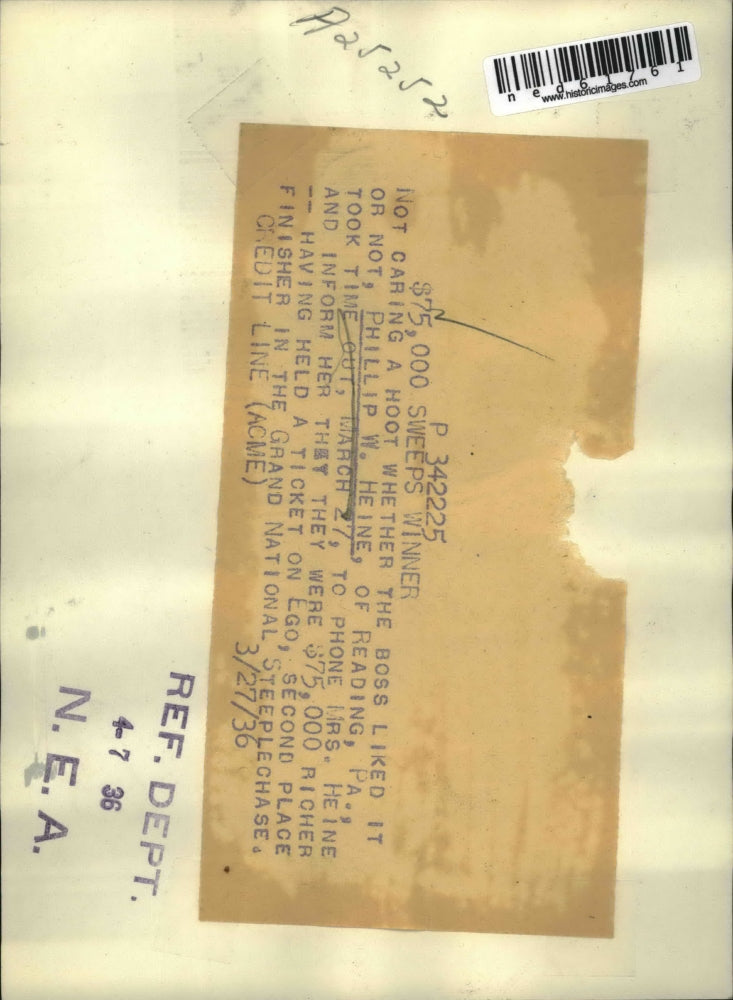 A25252
ned61761
www.historicimages.com
P 342225
$75,000 SWEEPS WINNER
NOT CARING A HOOT WHETHER THE BOSS LIKED IT
OR NOT, PHILLIP W. HEINE, OF READING, PA.,
TOOK TIME OUT, MARCH 27, TO PHONE MRS. HEINE
AND INFORM HER THAT THEY WERE $75,000 RICHER
-- HAVING HELD A TICKET ON EGO, SECOND PLACE
FINISHER IN THE GRAND NATIONAL STEEPLECHASE.
CREDIT LINE (ACME) 3/27/36
REF. DEPT.
4-7 36
N. E. A.